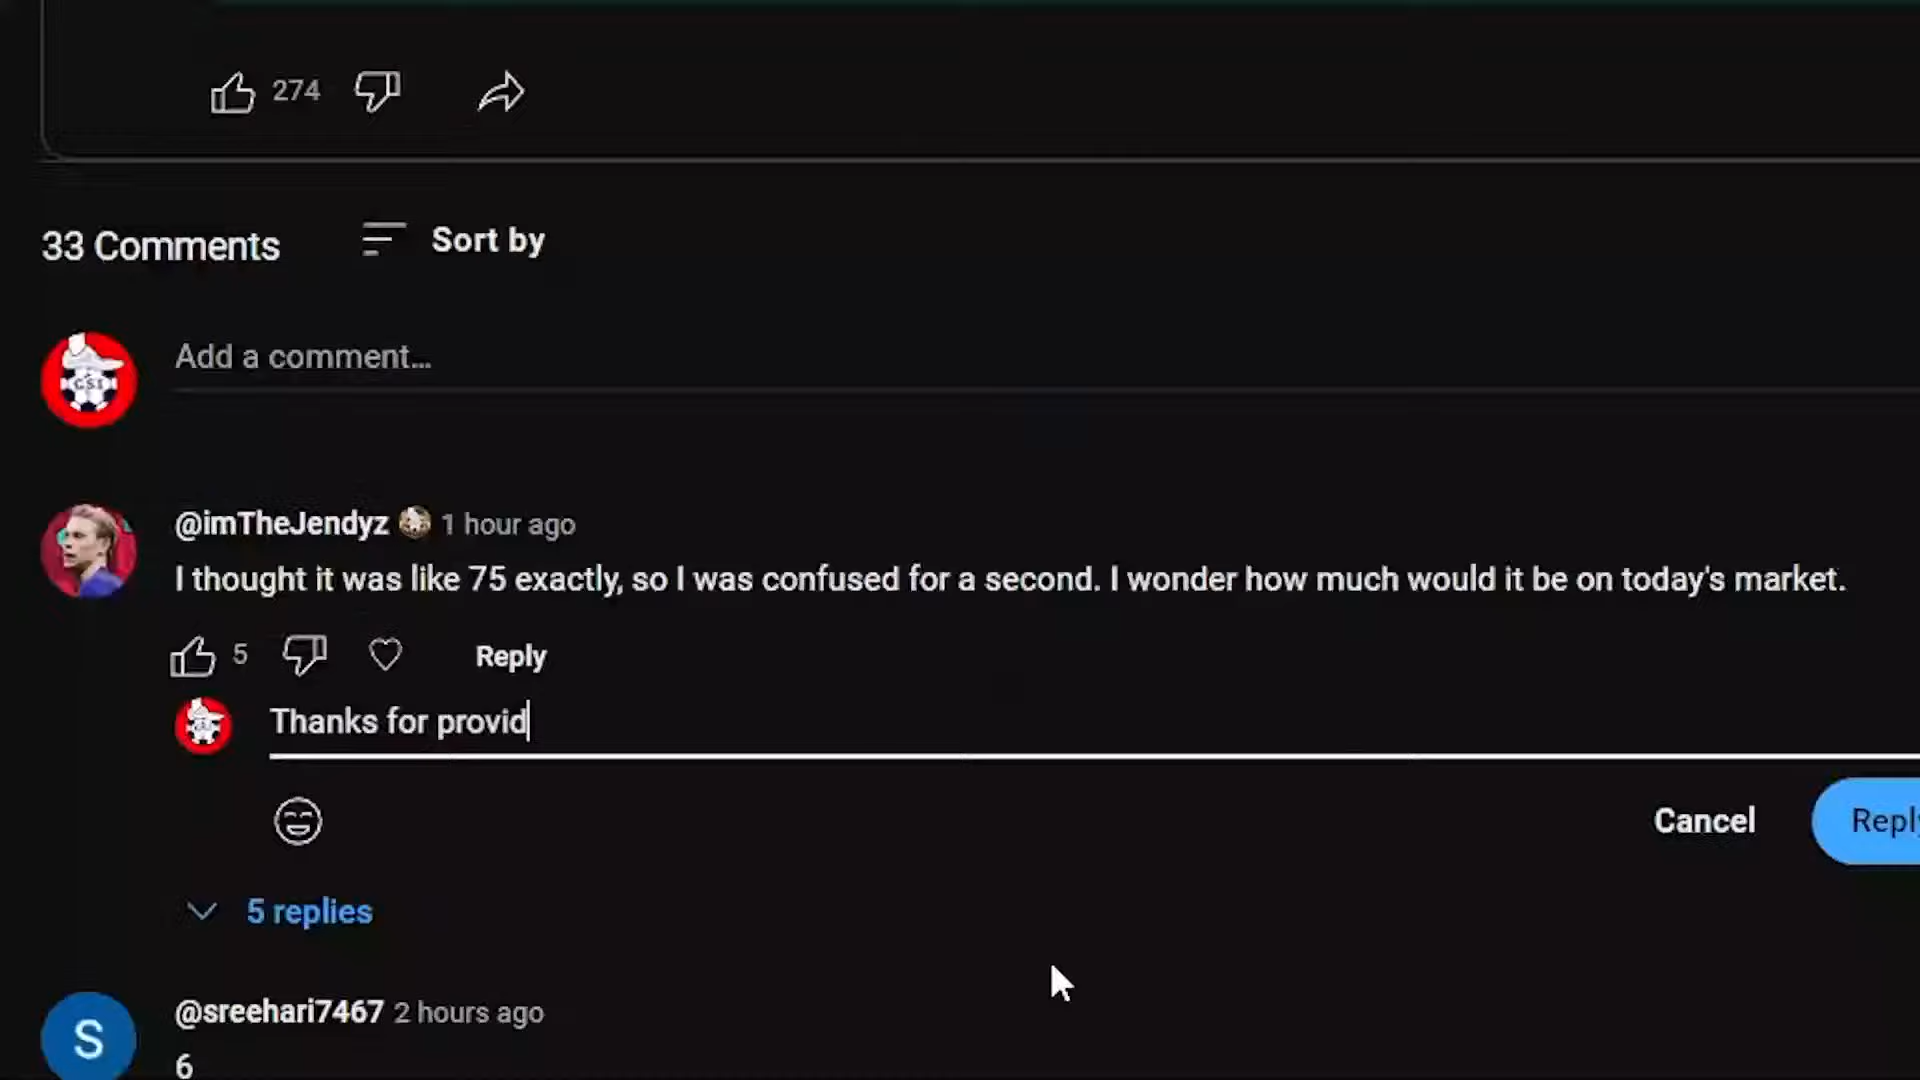 274
33 Comments
Sort by
CSI
Add a comment...
@imTheJendyz 1 hour ago
I thought it was like 75 exactly, so I was confused for a second. I wonder how much would it be on today's market.
5
Reply
Thanks for provid
Cancel
Reply
5 replies
S
@sreehari7467 2 hours ago
6